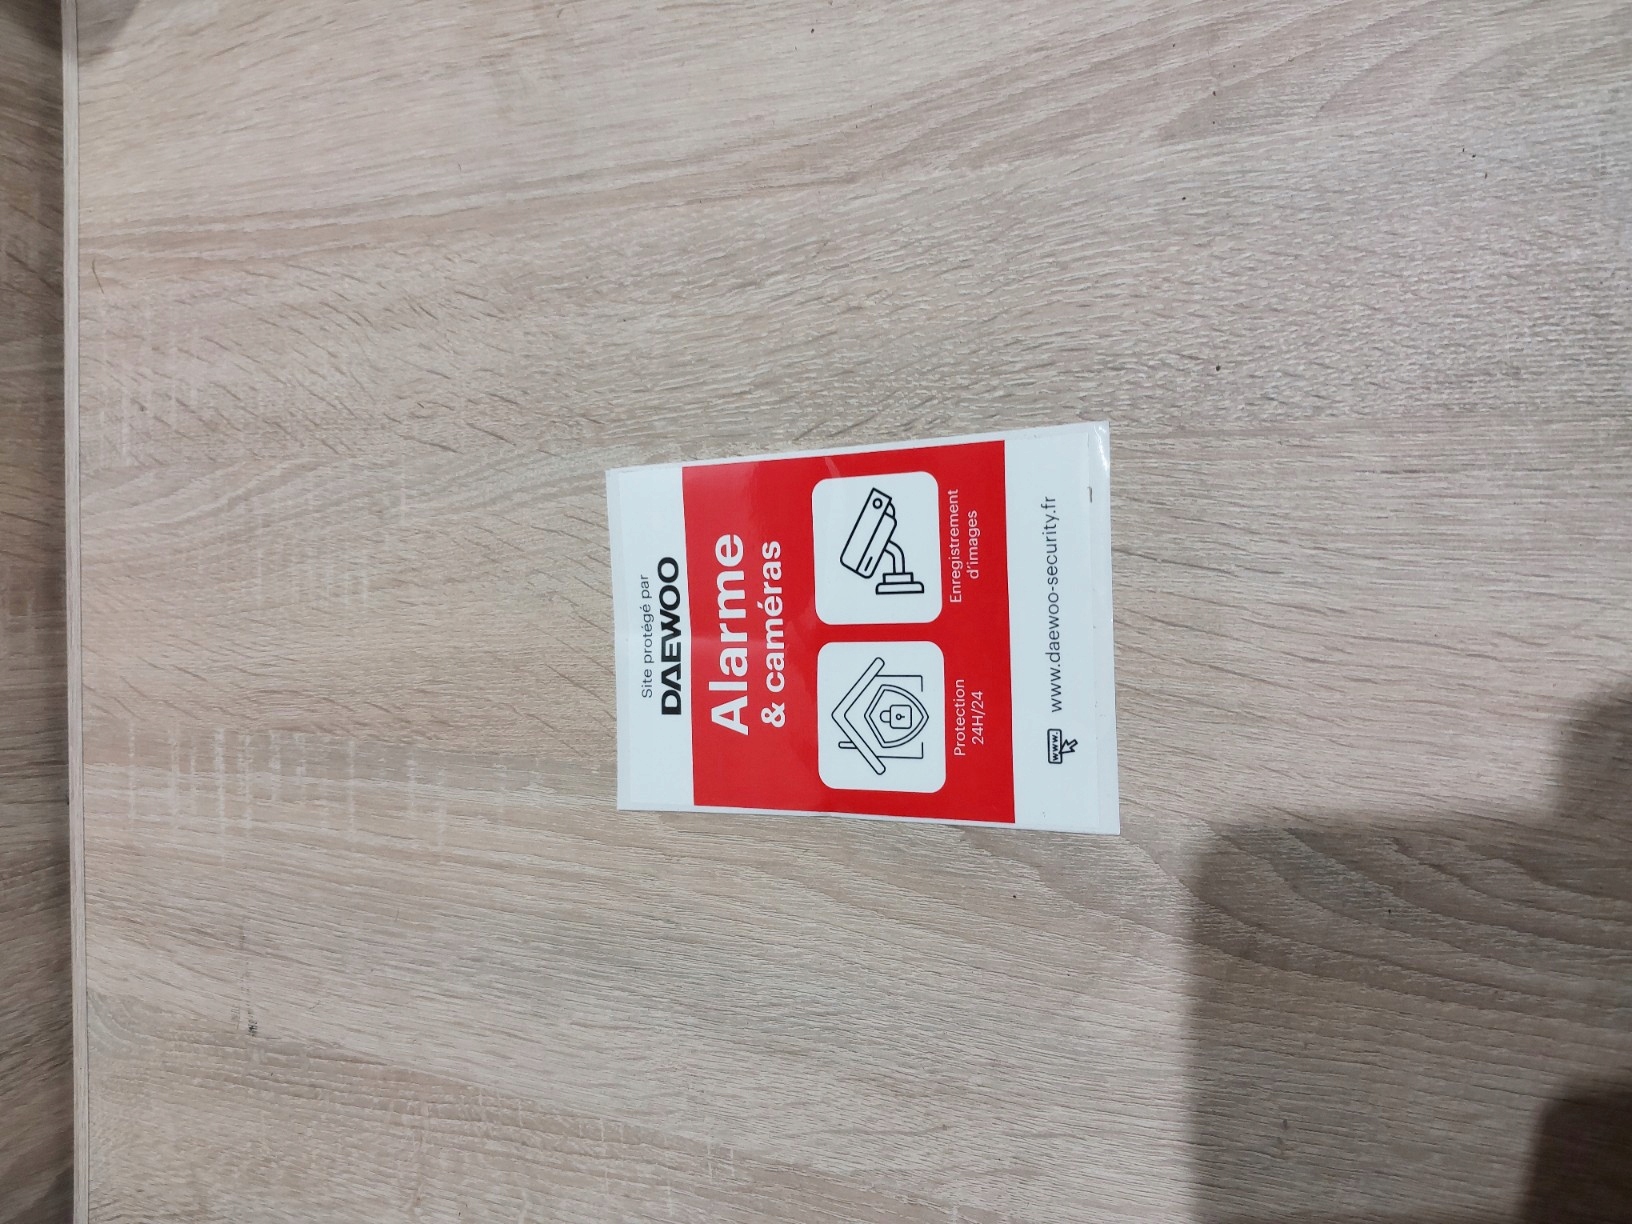 Site protégé par
DAEWOO
Alarme
& caméras
Protection
24H/24
Enregistrement
d'images
www.
www.daewoo-security.fr